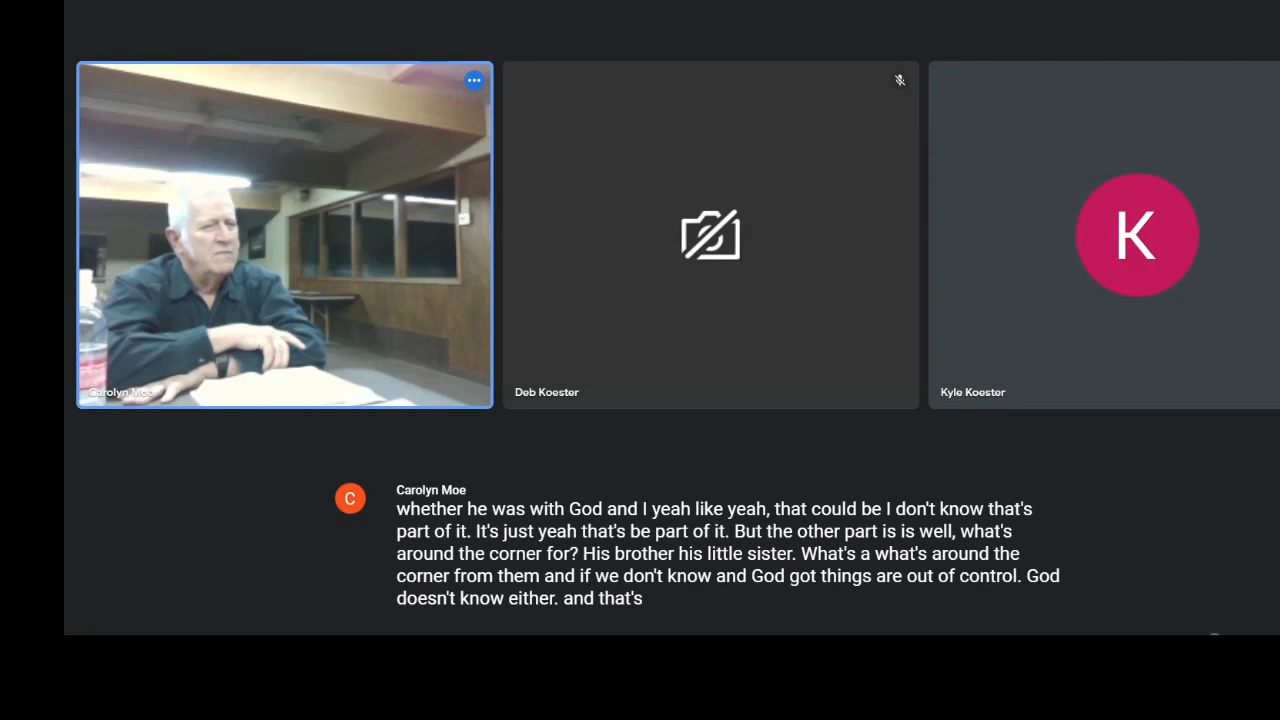 Carolyn Moe
Deb Koester
K
Kyle Koester
C
Carolyn Moe
whether he was with God and I yeah like yeah, that could be I don't know that's
part of it. It's just yeah that's be part of it. But the other part is is well, what's
around the corner for? His brother his little sister. What's a what's around the
corner from them and if we don't know and God got things are out of control. God
doesn't know either. and that's